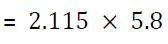 = 2.115 × 5.8